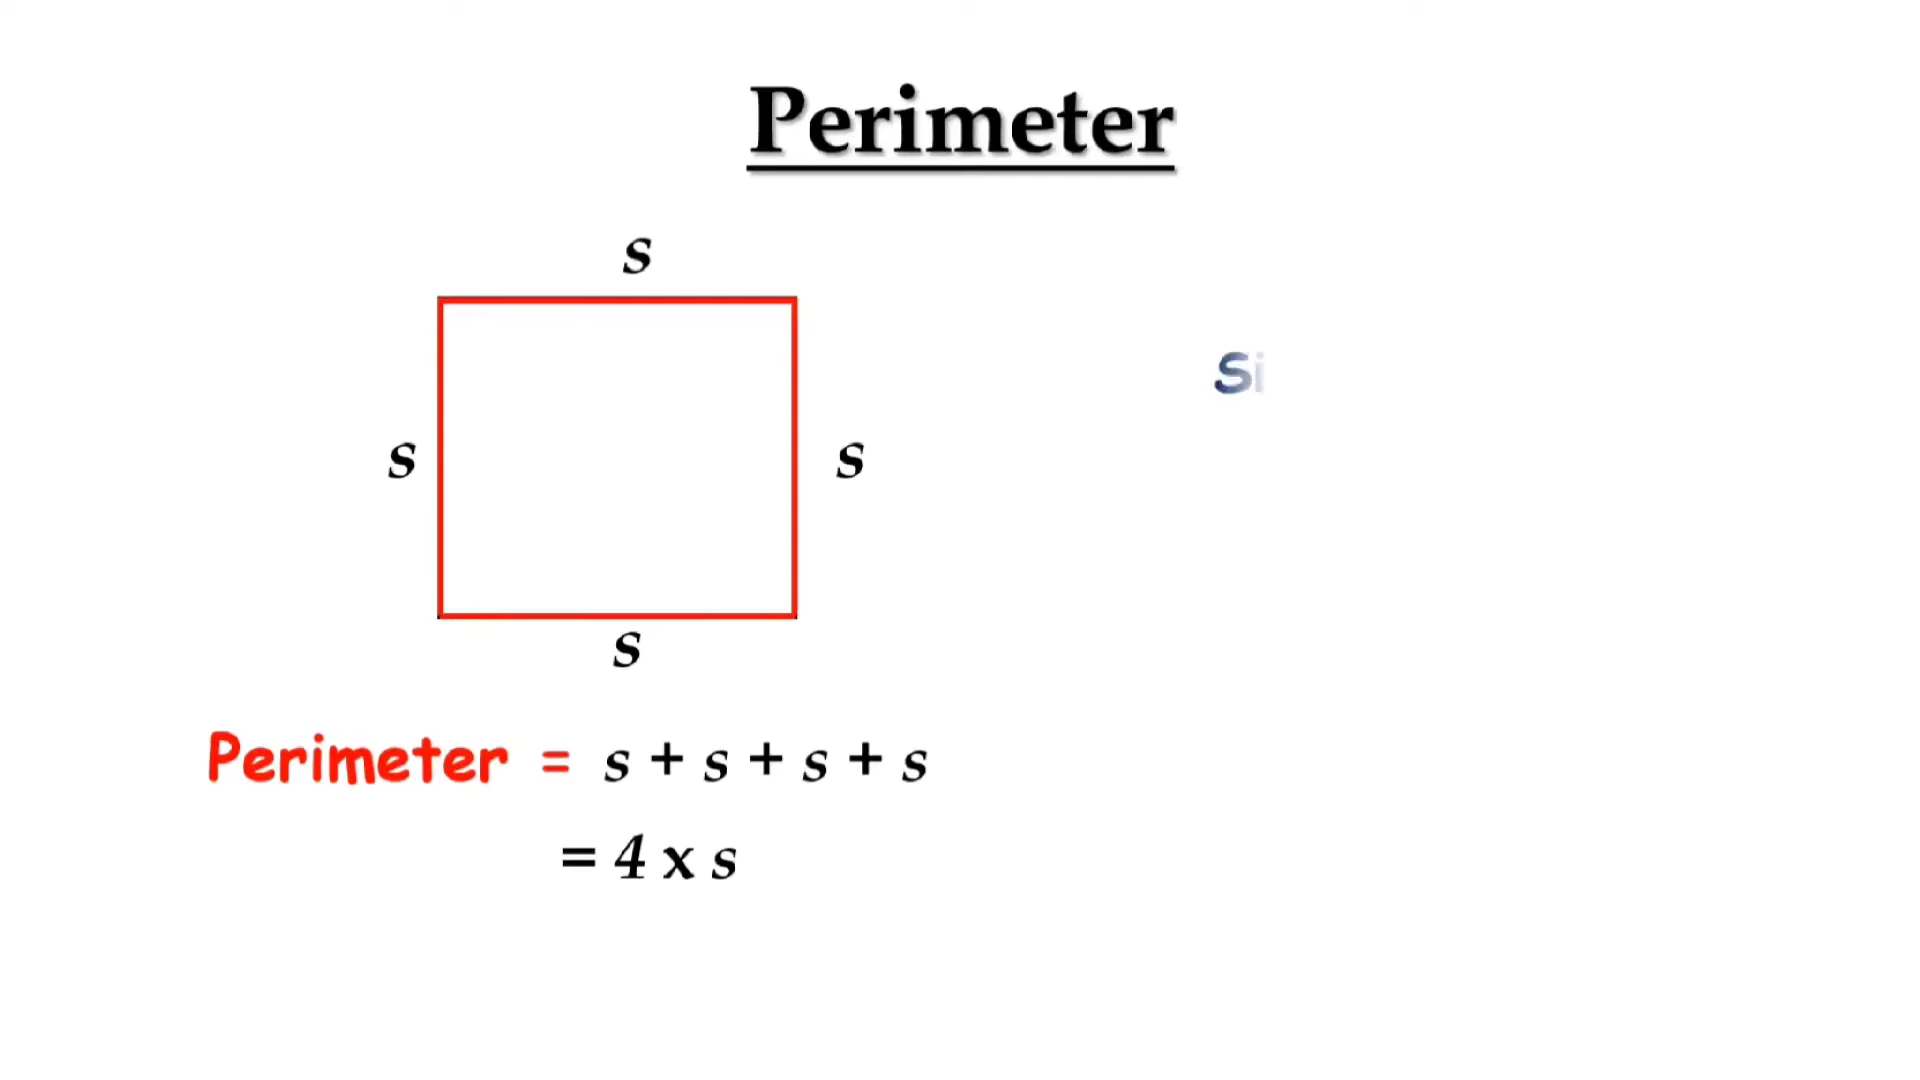 Perimeter
s
s
s
s
Perimeter = s + s + s + s
= 4 x s